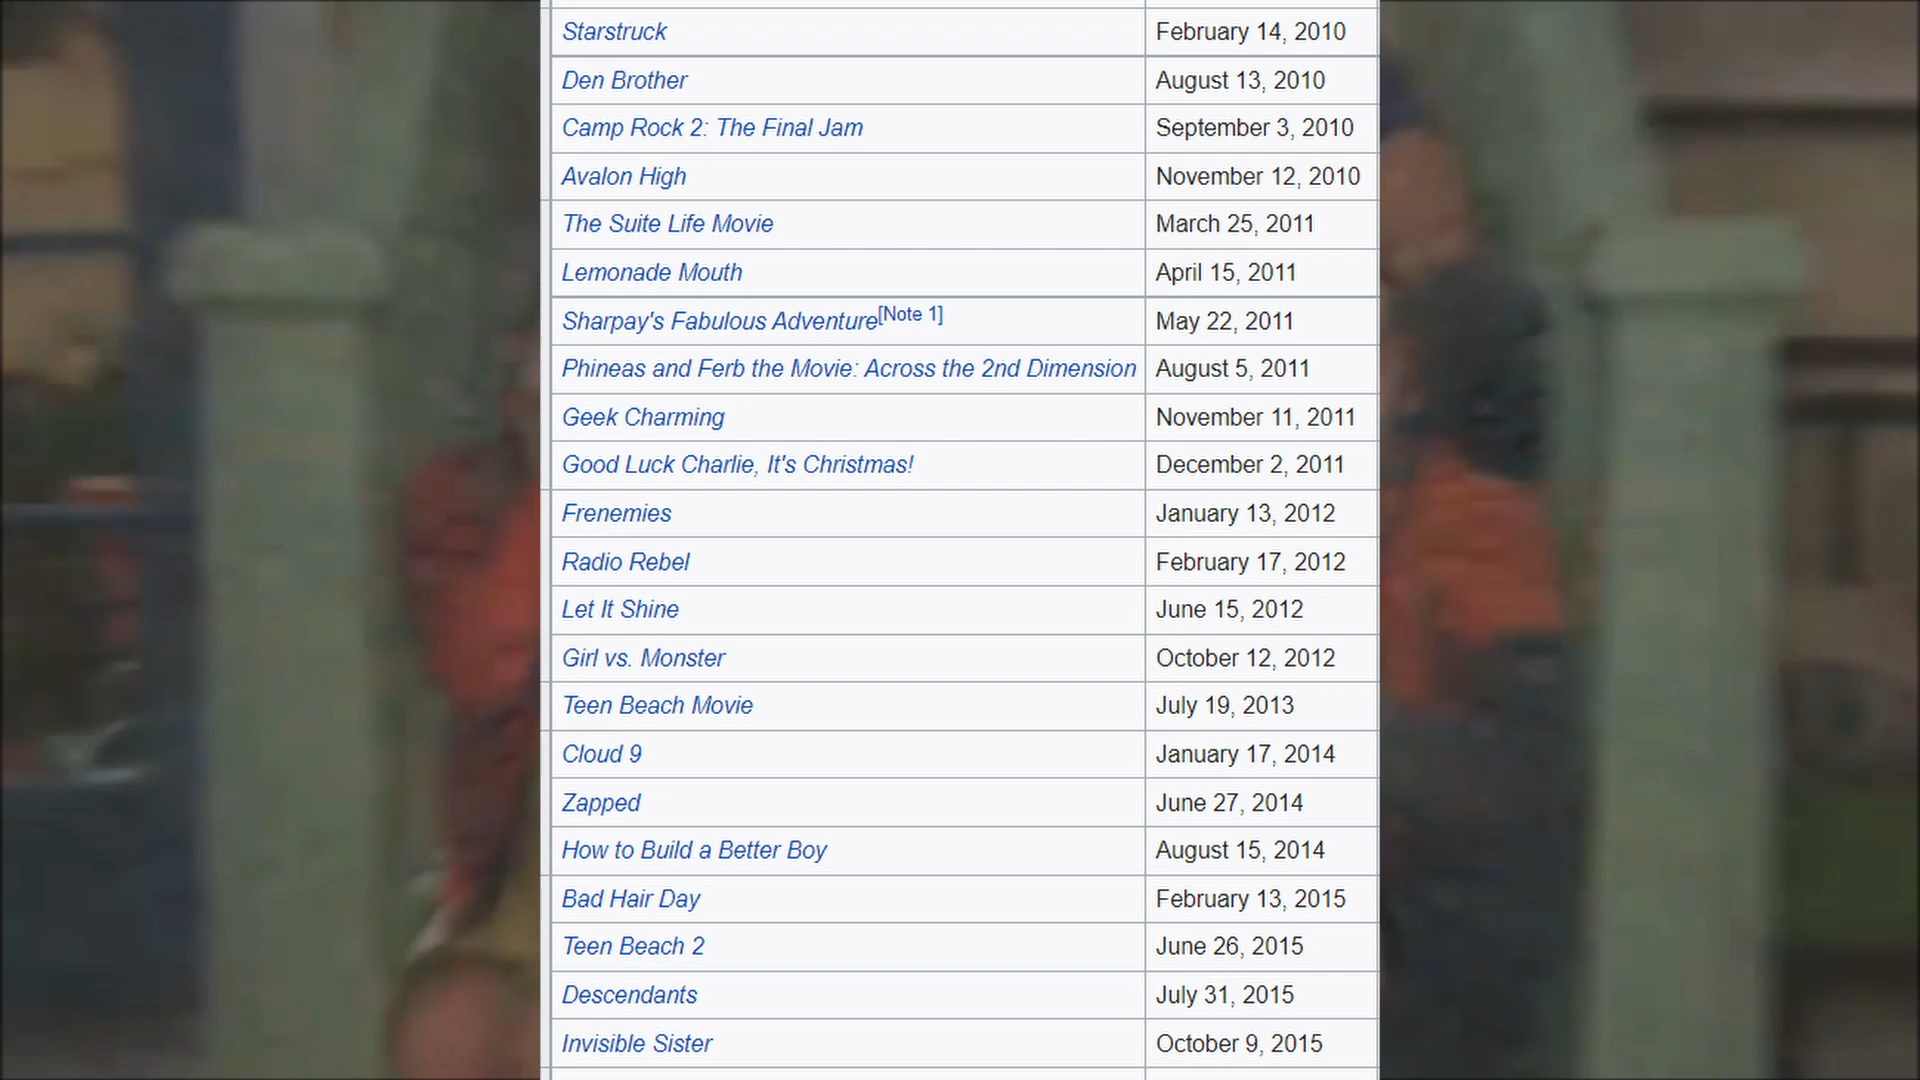 Starstruck February 14, 2010
Den Brother August 13, 2010
Camp Rock 2: The Final Jam September 3, 2010
Avalon High November 12, 2010
The Suite Life Movie March 25, 2011
Lemonade Mouth April 15, 2011
Sharpay's Fabulous Adventure[Note 1] May 22, 2011
Phineas and Ferb the Movie: Across the 2nd Dimension August 5, 2011
Geek Charming November 11, 2011
Good Luck Charlie, It's Christmas! December 2, 2011
Frenemies January 13, 2012
Radio Rebel February 17, 2012
Let It Shine June 15, 2012
Girl vs. Monster October 12, 2012
Teen Beach Movie July 19, 2013
Cloud 9 January 17, 2014
Zapped June 27, 2014
How to Build a Better Boy August 15, 2014
Bad Hair Day February 13, 2015
Teen Beach 2 June 26, 2015
Descendants July 31, 2015
Invisible Sister October 9, 2015